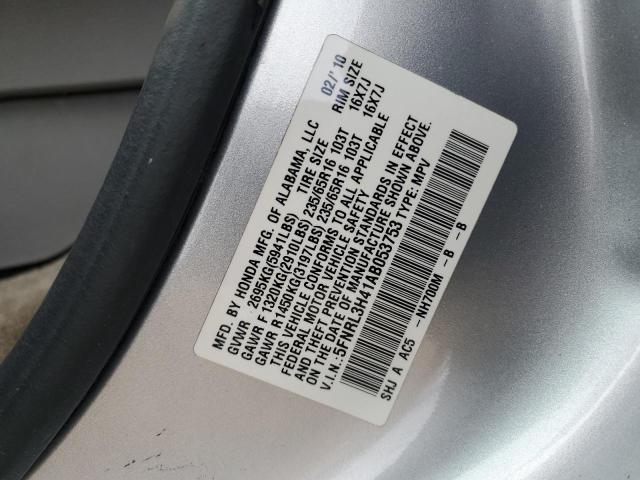 MFD. BY HONDA MFG. OF ALABAMA, LLC 02/'10
GVWR 2695KG(5941LBS) TIRE SIZE RIM SIZE
GAWR F 1320KG(2910LBS) 235/65R16 103T 16X7J
GAWR R1450KG(3197LBS) 235/65R16 103T 16X7J
THIS VEHICLE CONFORMS TO ALL APPLICABLE
FEDERAL MOTOR VEHICLE SAFETY
AND THEFT PREVENTION STANDARDS IN EFFECT
ON THE DATE OF MANUFACTURE SHOWN ABOVE.
V.I.N.:5FNRL3H41AB053753 TYPE: MPV
SHJ A AC5 -NH700M -B -B